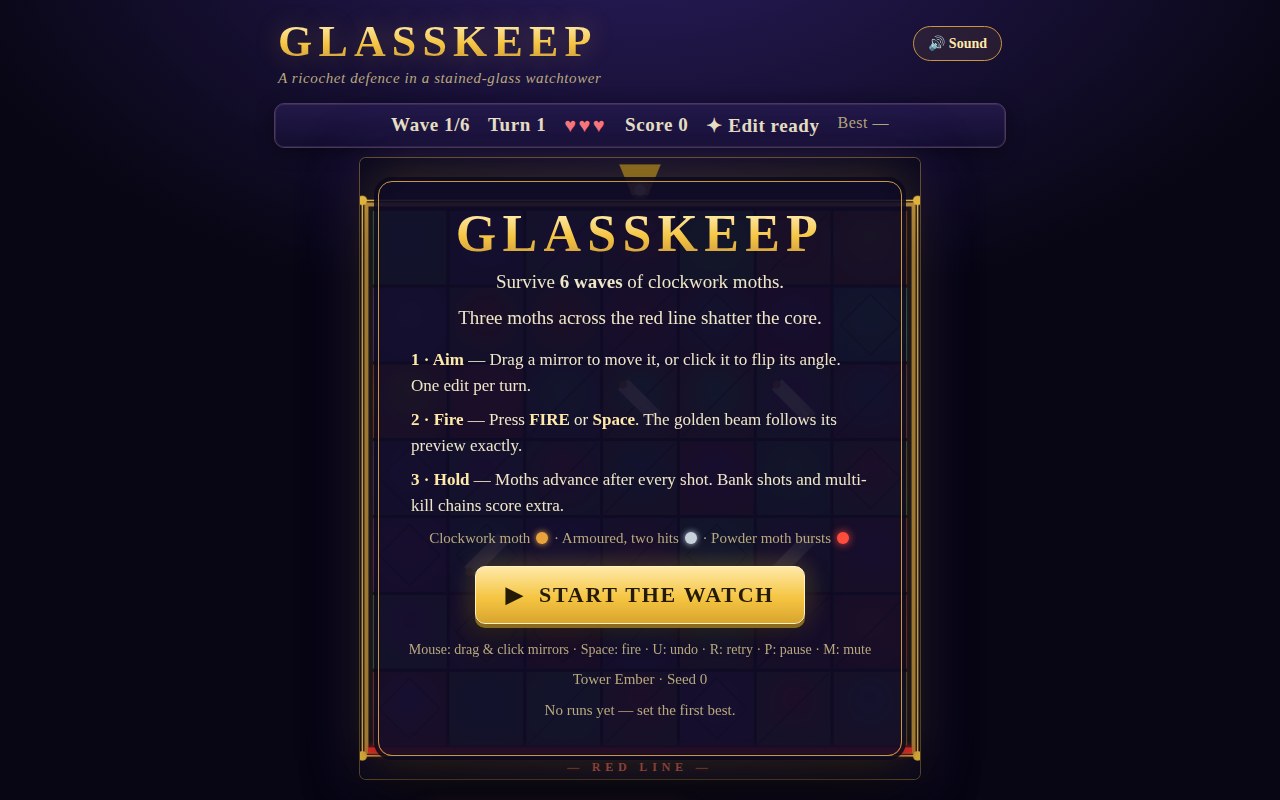 GLASSKEEP
🔊 Sound
A ricochet defence in a stained-glass watchtower
Wave 1/6 Turn 1 ♥♥♥ Score 0 ✦ Edit ready Best —
GLASSKEEP
Survive 6 waves of clockwork moths.
Three moths across the red line shatter the core.
1 · Aim — Drag a mirror to move it, or click it to flip its angle.
One edit per turn.
2 · Fire — Press FIRE or Space. The golden beam follows its
preview exactly.
3 · Hold — Moths advance after every shot. Bank shots and multi-
kill chains score extra.
Clockwork moth · Armoured, two hits · Powder moth bursts
▶ START THE WATCH
Mouse: drag & click mirrors · Space: fire · U: undo · R: retry · P: pause · M: mute
Tower Ember · Seed 0
No runs yet — set the first best.
— RED LINE —